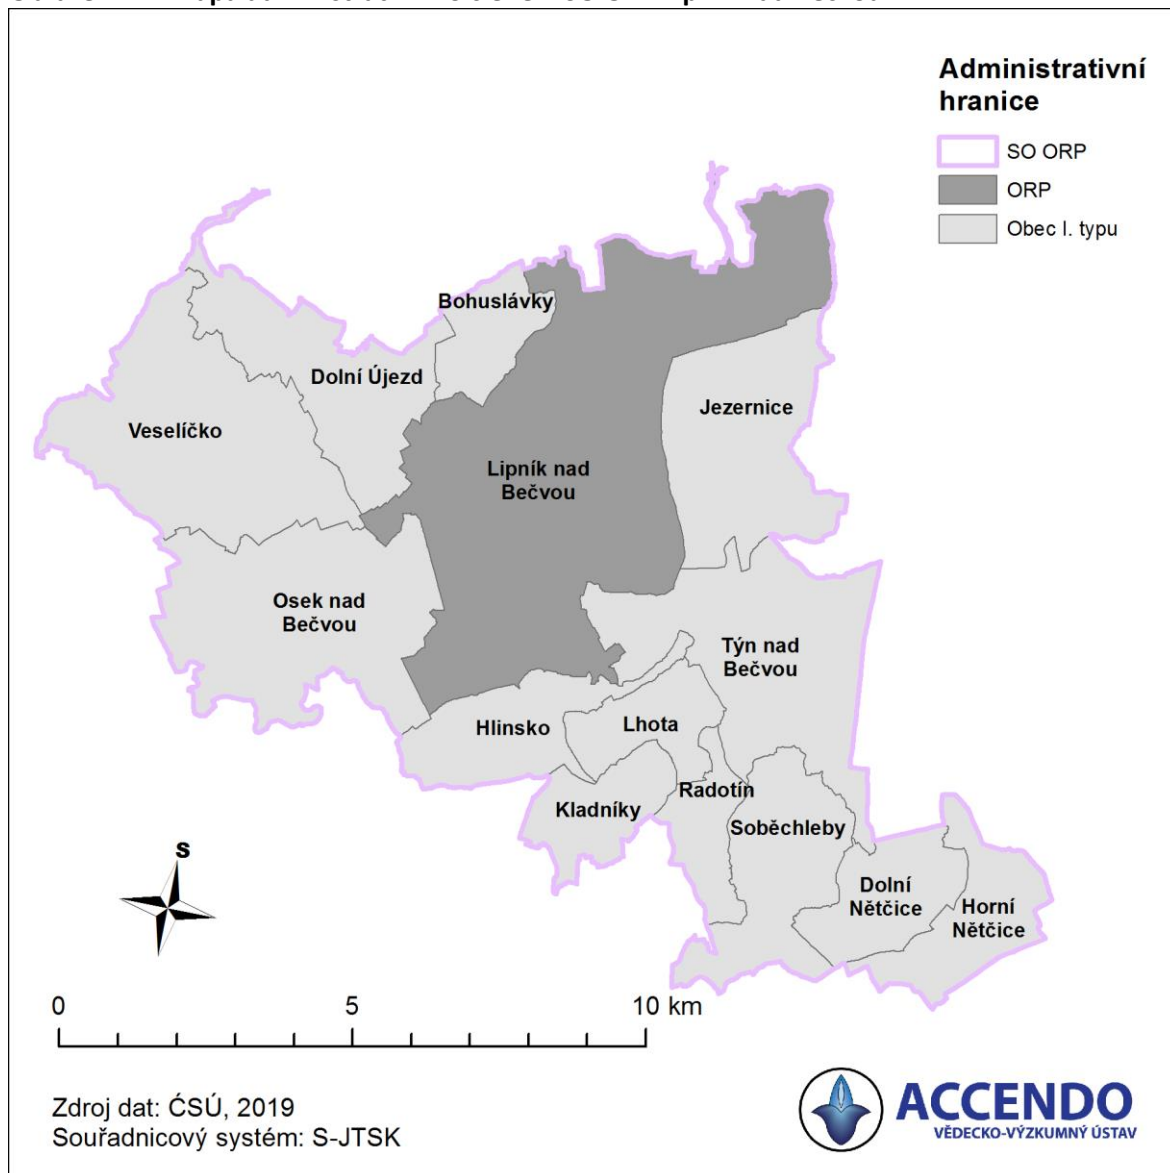 Administrativní
hranice
SO ORP
ORP
Obec I. typu
Bohuslávky
Dolní Újezd
Jezernice
Veselíčko
Lipník nad
Bečvou
Osek nad
Bečvou
Týn nad
Bečvou
Hlinsko
Lhota
Radotín
Kladníky
Soběchleby
Dolní
Nětčice
Horní
Nětčice
S
0 5 10 km
Zdroj dat: ĆSÚ, 2019
Souřadnicový systém: S-JTSK
ACCENDO
VĚDECKO-VÝZKUMNÝ ÚSTAV